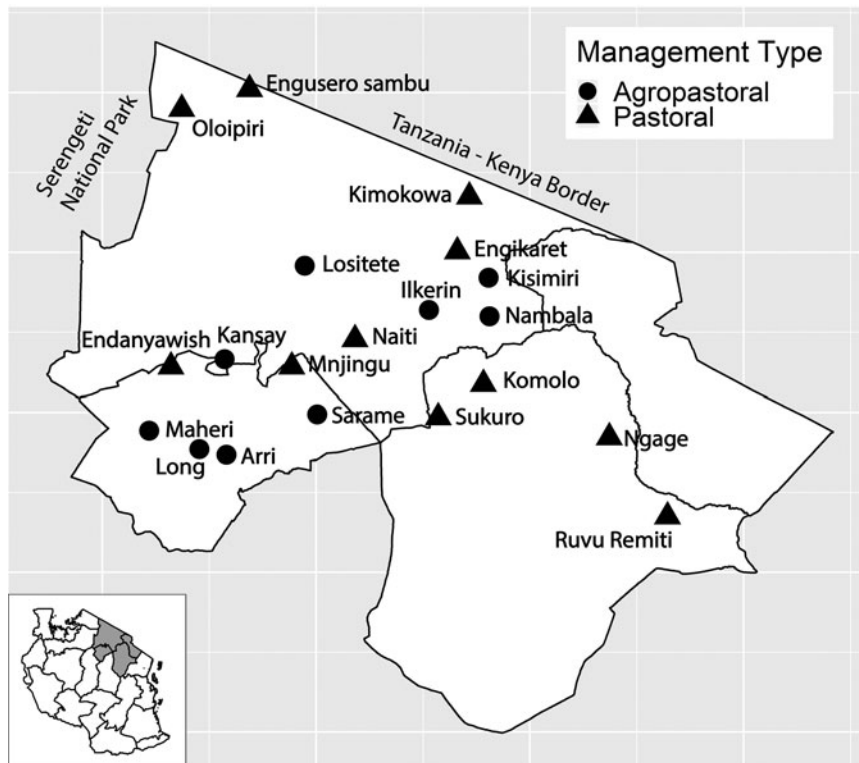 Management Type
Agropastoral
Pastoral
Engusero sambu
Oloipiri
Serengeti
National Park
Tanzania - Kenya Border
Kimokowa
Engikaret
Lositete
Kisimiri
Ilkerin
Nambala
Endanyawish
Kansay
Naiti
Mnjingu
Komolo
Sarame
Sukuro
Maheri
Ngage
Long
Arri
Ruvu Remiti